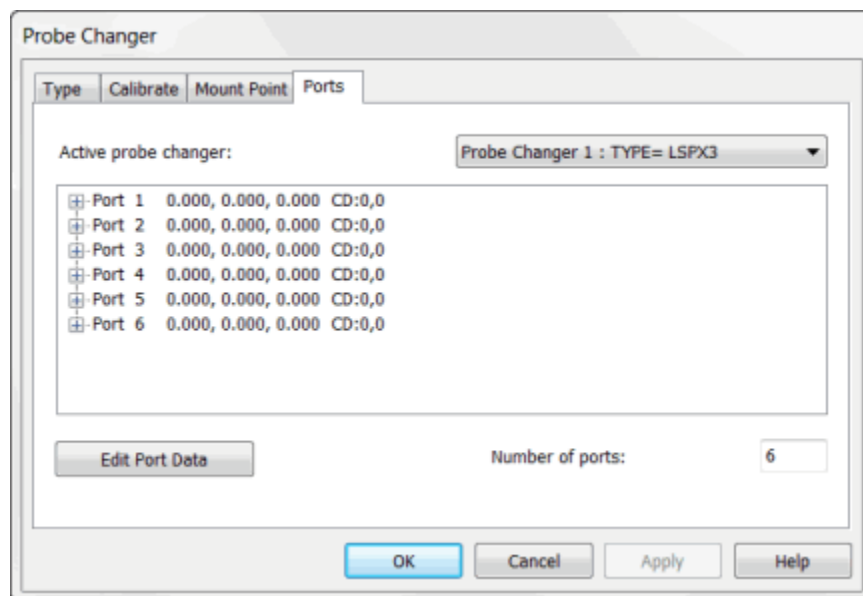 Probe Changer
Type Calibrate Mount Point Ports
Active probe changer: Probe Changer 1 : TYPE= LSPX3
Port 1 0.000, 0.000, 0.000 CD:0,0
Port 2 0.000, 0.000, 0.000 CD:0,0
Port 3 0.000, 0.000, 0.000 CD:0,0
Port 4 0.000, 0.000, 0.000 CD:0,0
Port 5 0.000, 0.000, 0.000 CD:0,0
Port 6 0.000, 0.000, 0.000 CD:0,0
Edit Port Data Number of ports: 6
OK Cancel Apply Help